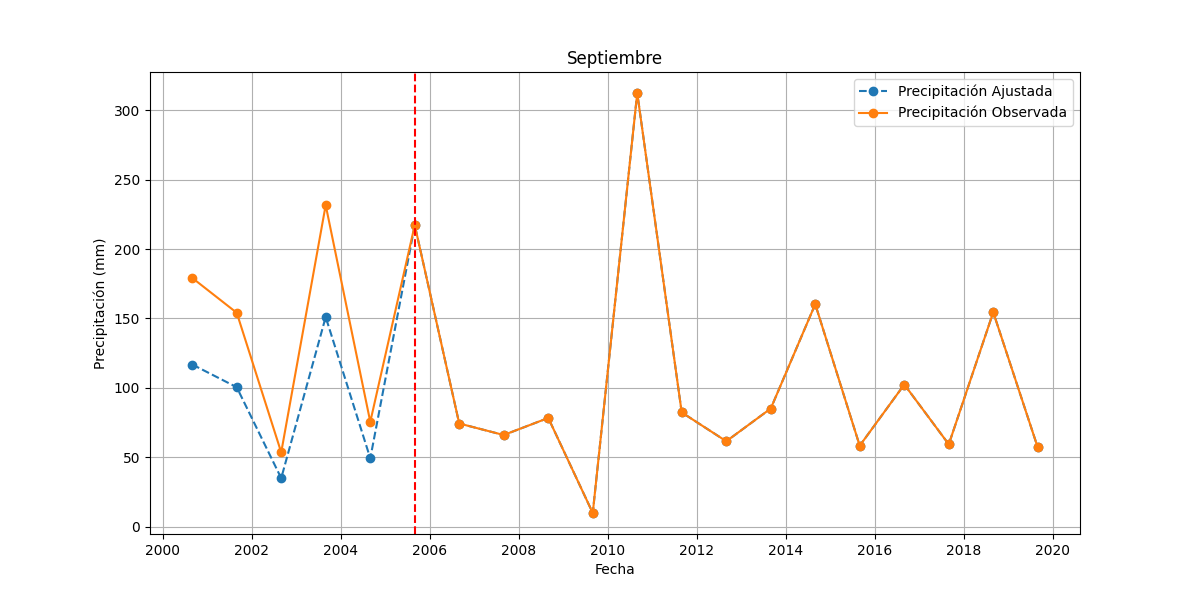 Septiembre
Precipitación Ajustada
Precipitación Observada
300
250
200
150
100
50
0
Precipitación (mm)
2000 2002 2004 2006 2008 2010 2012 2014 2016 2018 2020
Fecha